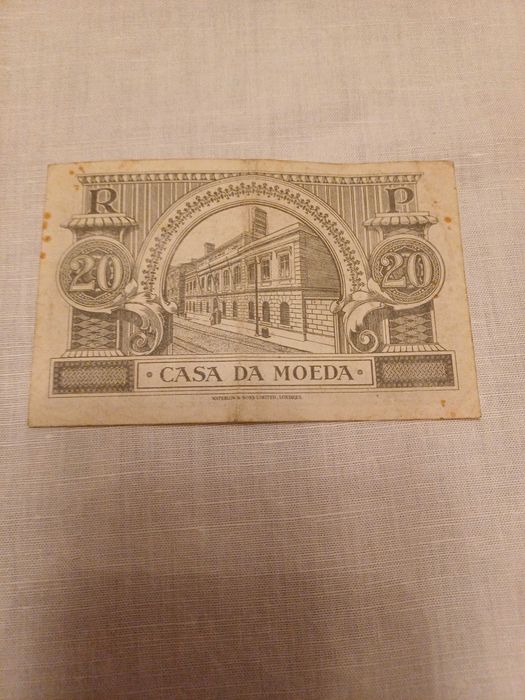 R P
20 20
· CASA DA MOEDA ·
WATERLOW & SONS LIMITED, LONDRES.